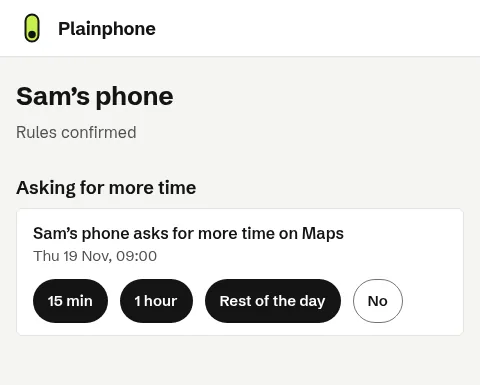 Plainphone
Sam’s phone
Rules confirmed
Asking for more time
Sam’s phone asks for more time on Maps
Thu 19 Nov, 09:00
15 min
1 hour
Rest of the day
No